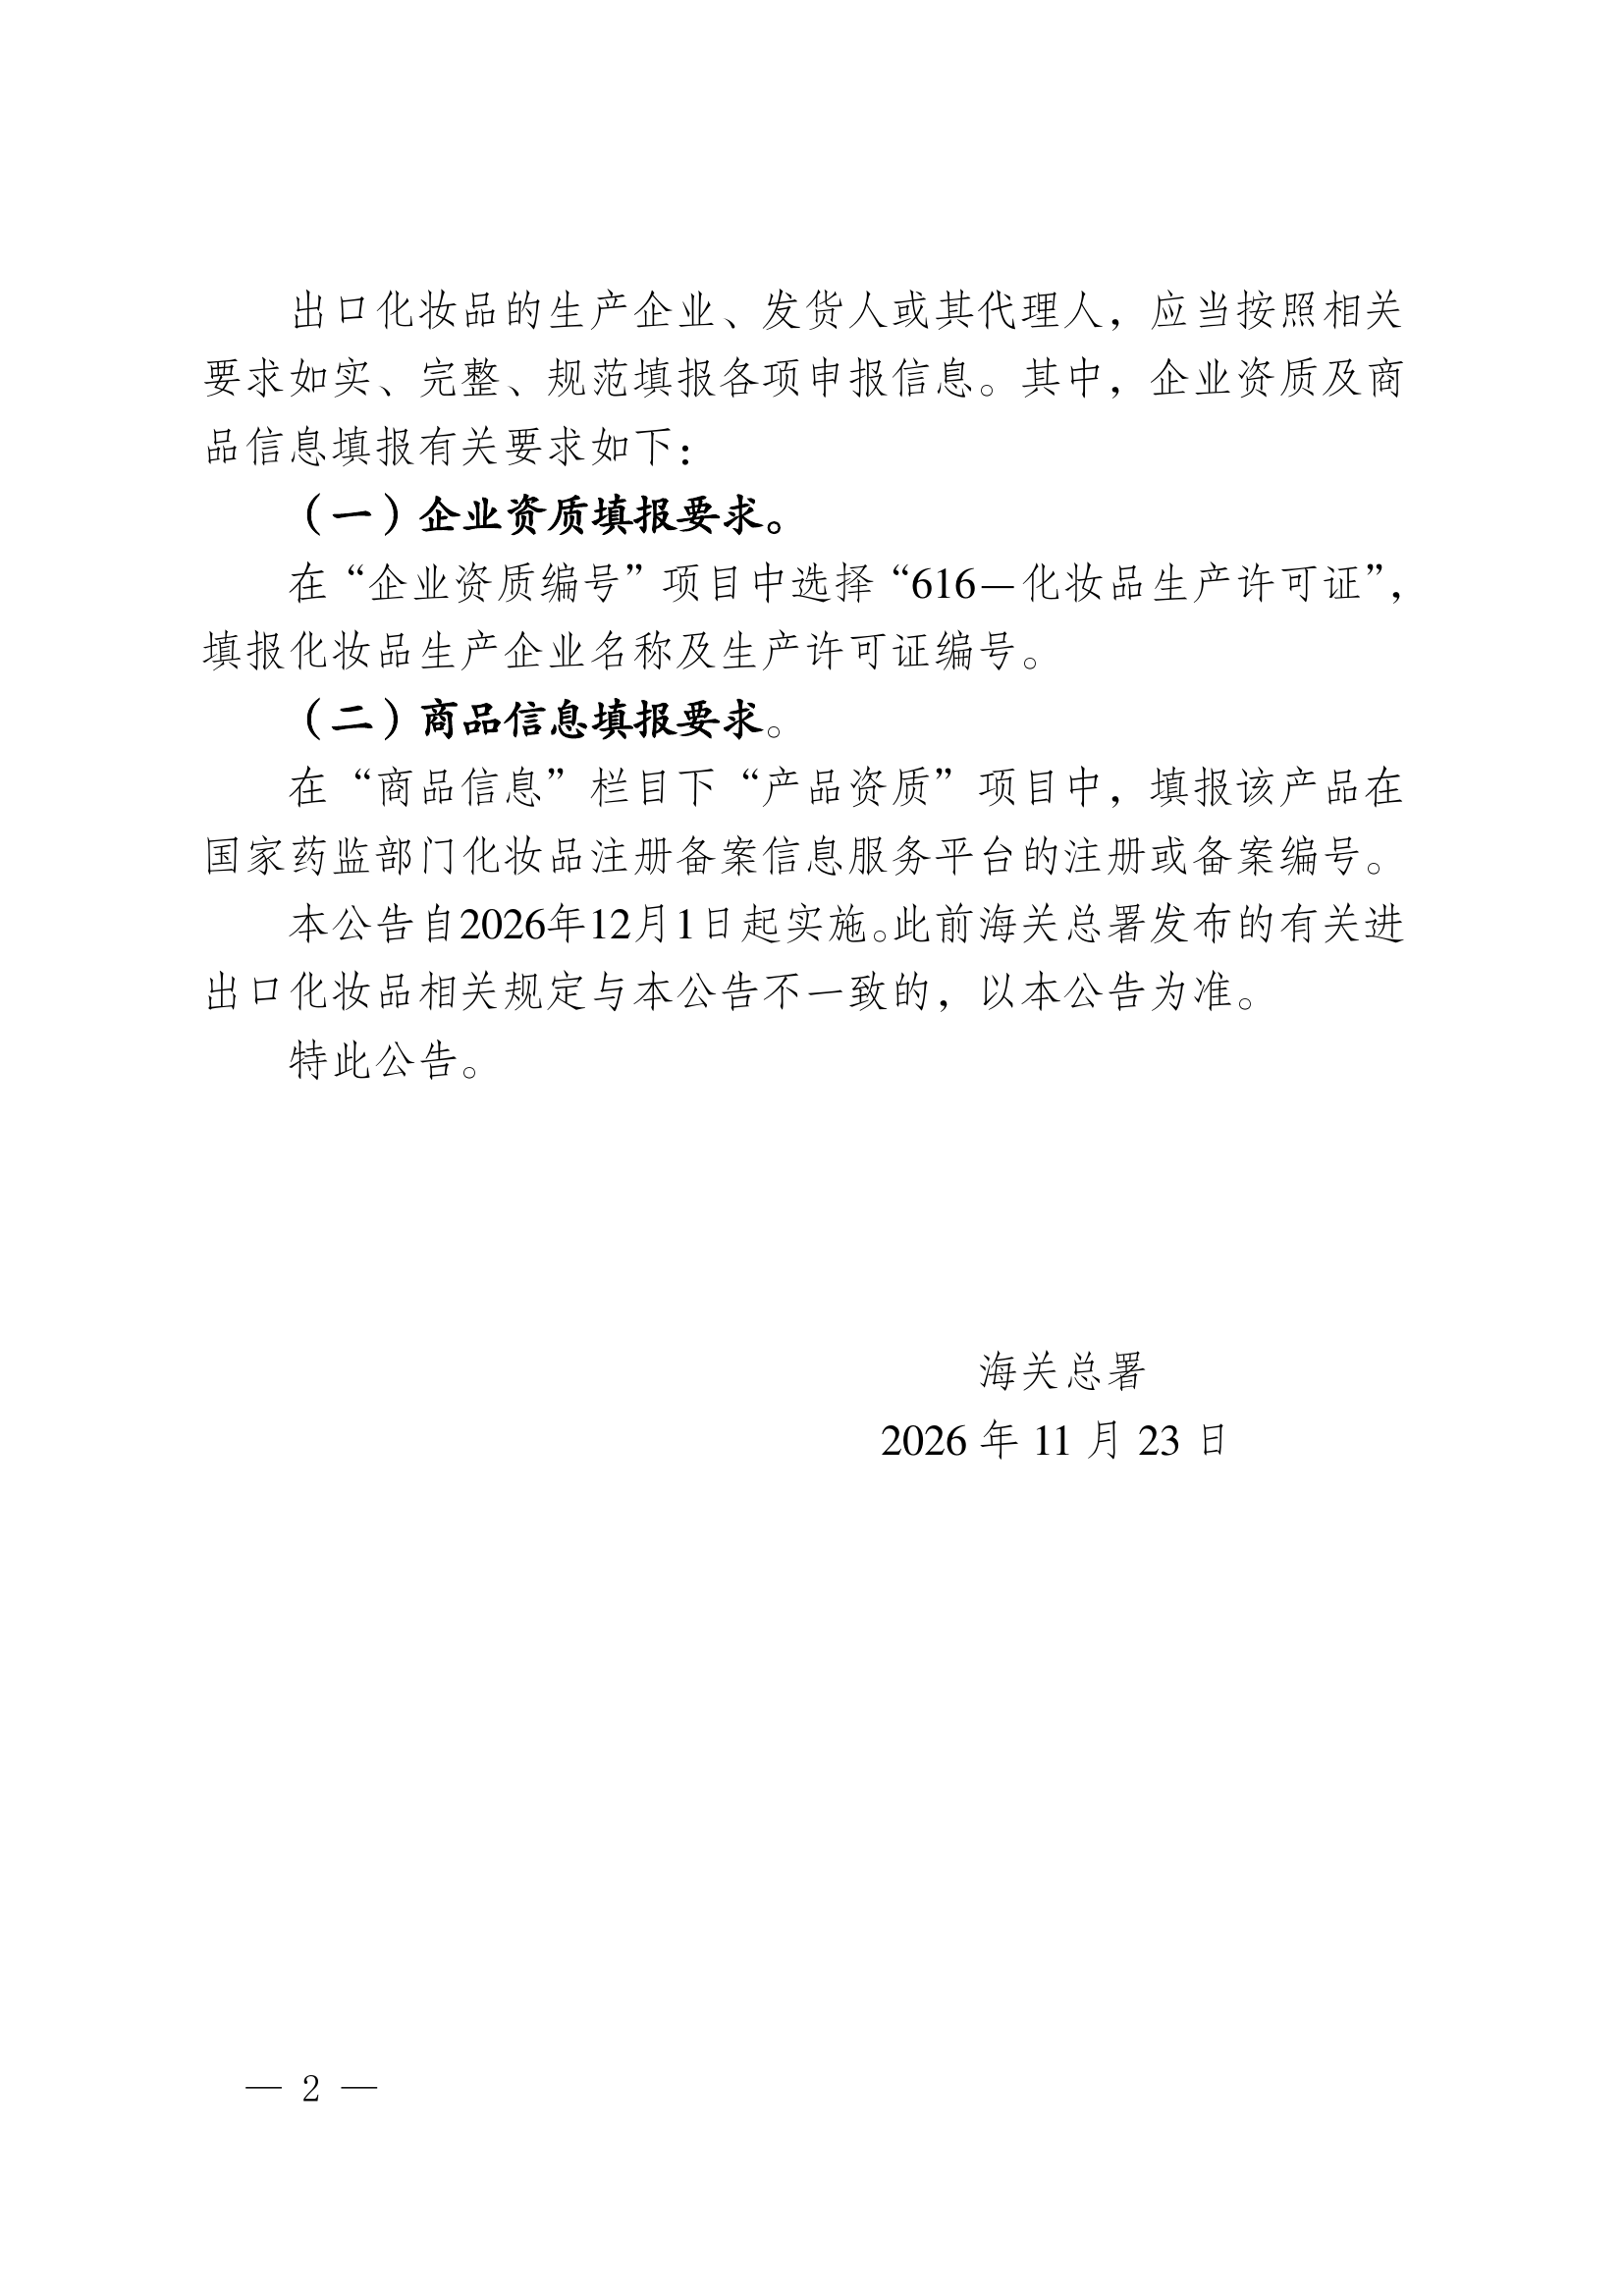 出口化妆品的生产企业、发货人或其代理人，应当按照相关
要求如实、完整、规范填报各项申报信息。其中，企业资质及商
品信息填报有关要求如下：
（一）企业资质填报要求。
在“企业资质编号”项目中选择“616—化妆品生产许可证”，
填报化妆品生产企业名称及生产许可证编号。
（二）商品信息填报要求。
在“商品信息”栏目下“产品资质”项目中，填报该产品在
国家药监部门化妆品注册备案信息服务平台的注册或备案编号。
本公告自2026年12月1日起实施。此前海关总署发布的有关进
出口化妆品相关规定与本公告不一致的，以本公告为准。
特此公告。
海关总署
2026 年 11 月 23 日
— 2 —